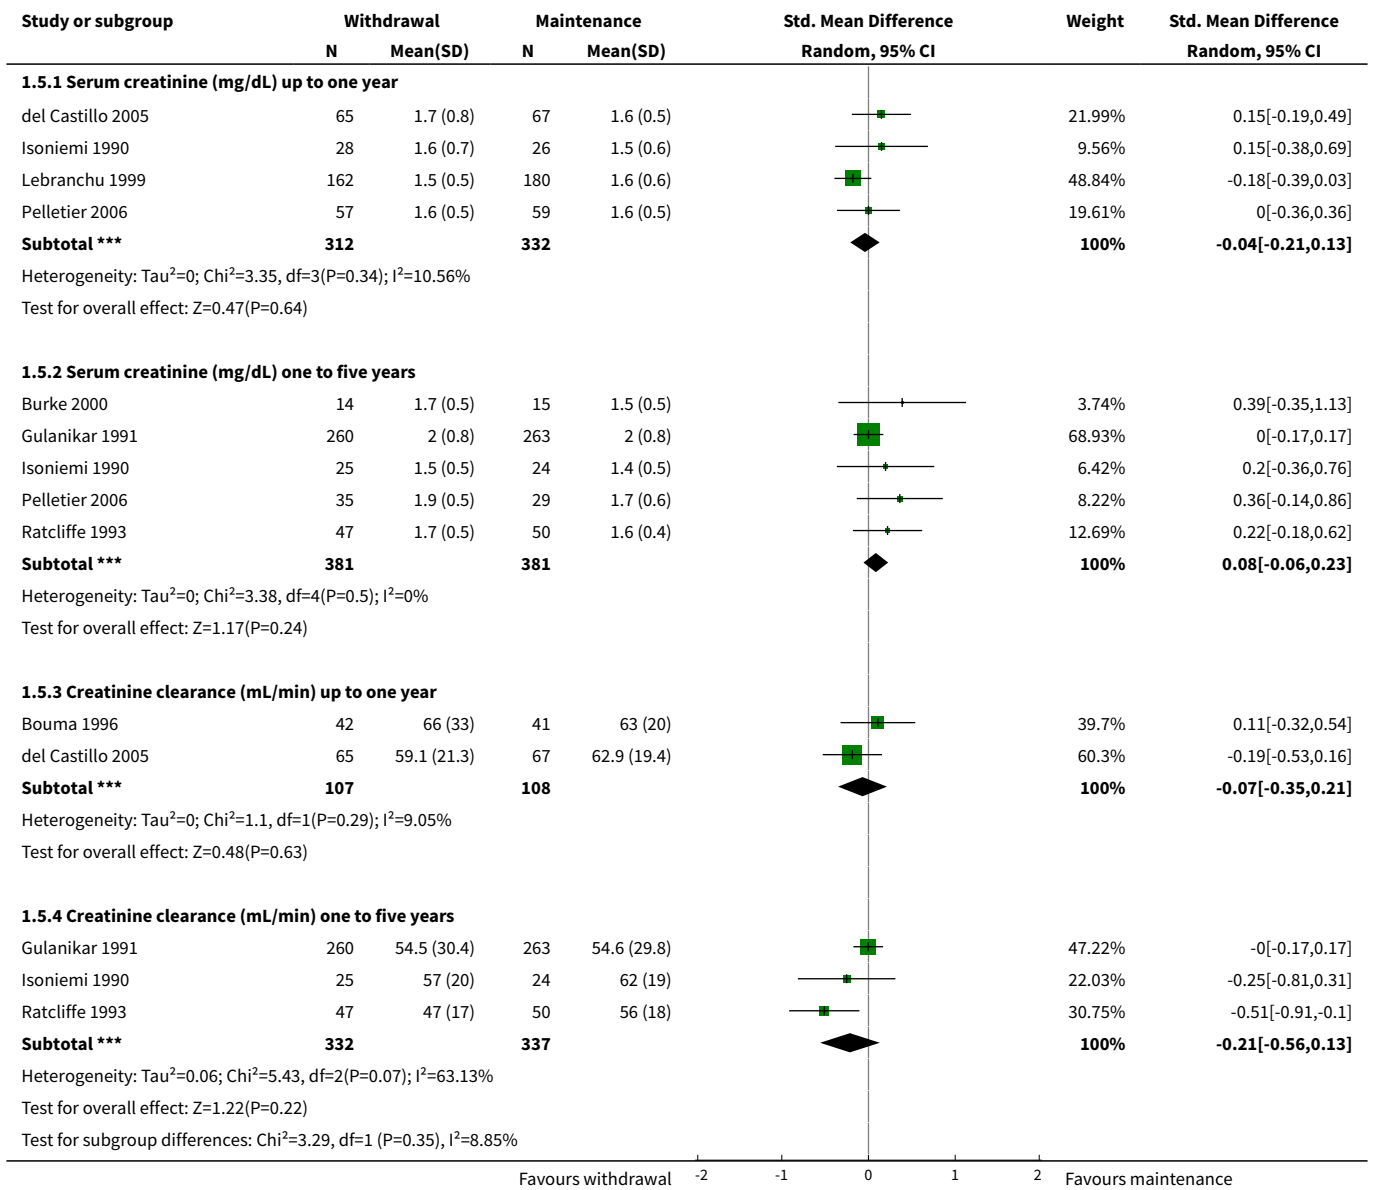 Study or subgroup Withdrawal Maintenance Std. Mean Difference Weight Std. Mean Difference
N Mean(SD) N Mean(SD) Random, 95% CI Random, 95% CI
1.5.1 Serum creatinine (mg/dL) up to one year
del Castillo 2005 65 1.7 (0.8) 67 1.6 (0.5) 21.99% 0.15[-0.19,0.49]
Isoniemi 1990 28 1.6 (0.7) 26 1.5 (0.6) 9.56% 0.15[-0.38,0.69]
Lebranchu 1999 162 1.5 (0.5) 180 1.6 (0.6) 48.84% -0.18[-0.39,0.03]
Pelletier 2006 57 1.6 (0.5) 59 1.6 (0.5) 19.61% 0[-0.36,0.36]
Subtotal *** 312 332 100% -0.04[-0.21,0.13]
Heterogeneity: Tau²=0; Chi²=3.35, df=3(P=0.34); I²=10.56%
Test for overall effect: Z=0.47(P=0.64)
1.5.2 Serum creatinine (mg/dL) one to five years
Burke 2000 14 1.7 (0.5) 15 1.5 (0.5) 3.74% 0.39[-0.35,1.13]
Gulanikar 1991 260 2 (0.8) 263 2 (0.8) 68.93% 0[-0.17,0.17]
Isoniemi 1990 25 1.5 (0.5) 24 1.4 (0.5) 6.42% 0.2[-0.36,0.76]
Pelletier 2006 35 1.9 (0.5) 29 1.7 (0.6) 8.22% 0.36[-0.14,0.86]
Ratcliffe 1993 47 1.7 (0.5) 50 1.6 (0.4) 12.69% 0.22[-0.18,0.62]
Subtotal *** 381 381 100% 0.08[-0.06,0.23]
Heterogeneity: Tau²=0; Chi²=3.38, df=4(P=0.5); I²=0%
Test for overall effect: Z=1.17(P=0.24)
1.5.3 Creatinine clearance (mL/min) up to one year
Bouma 1996 42 66 (33) 41 63 (20) 39.7% 0.11[-0.32,0.54]
del Castillo 2005 65 59.1 (21.3) 67 62.9 (19.4) 60.3% -0.19[-0.53,0.16]
Subtotal *** 107 108 100% -0.07[-0.35,0.21]
Heterogeneity: Tau²=0; Chi²=1.1, df=1(P=0.29); I²=9.05%
Test for overall effect: Z=0.48(P=0.63)
1.5.4 Creatinine clearance (mL/min) one to five years
Gulanikar 1991 260 54.5 (30.4) 263 54.6 (29.8) 47.22% -0[-0.17,0.17]
Isoniemi 1990 25 57 (20) 24 62 (19) 22.03% -0.25[-0.81,0.31]
Ratcliffe 1993 47 47 (17) 50 56 (18) 30.75% -0.51[-0.91,-0.1]
Subtotal *** 332 337 100% -0.21[-0.56,0.13]
Heterogeneity: Tau²=0.06; Chi²=5.43, df=2(P=0.07); I²=63.13%
Test for overall effect: Z=1.22(P=0.22)
Test for subgroup differences: Chi²=3.29, df=1 (P=0.35), I²=8.85%
Favours withdrawal -2 -1 0 1 2 Favours maintenance